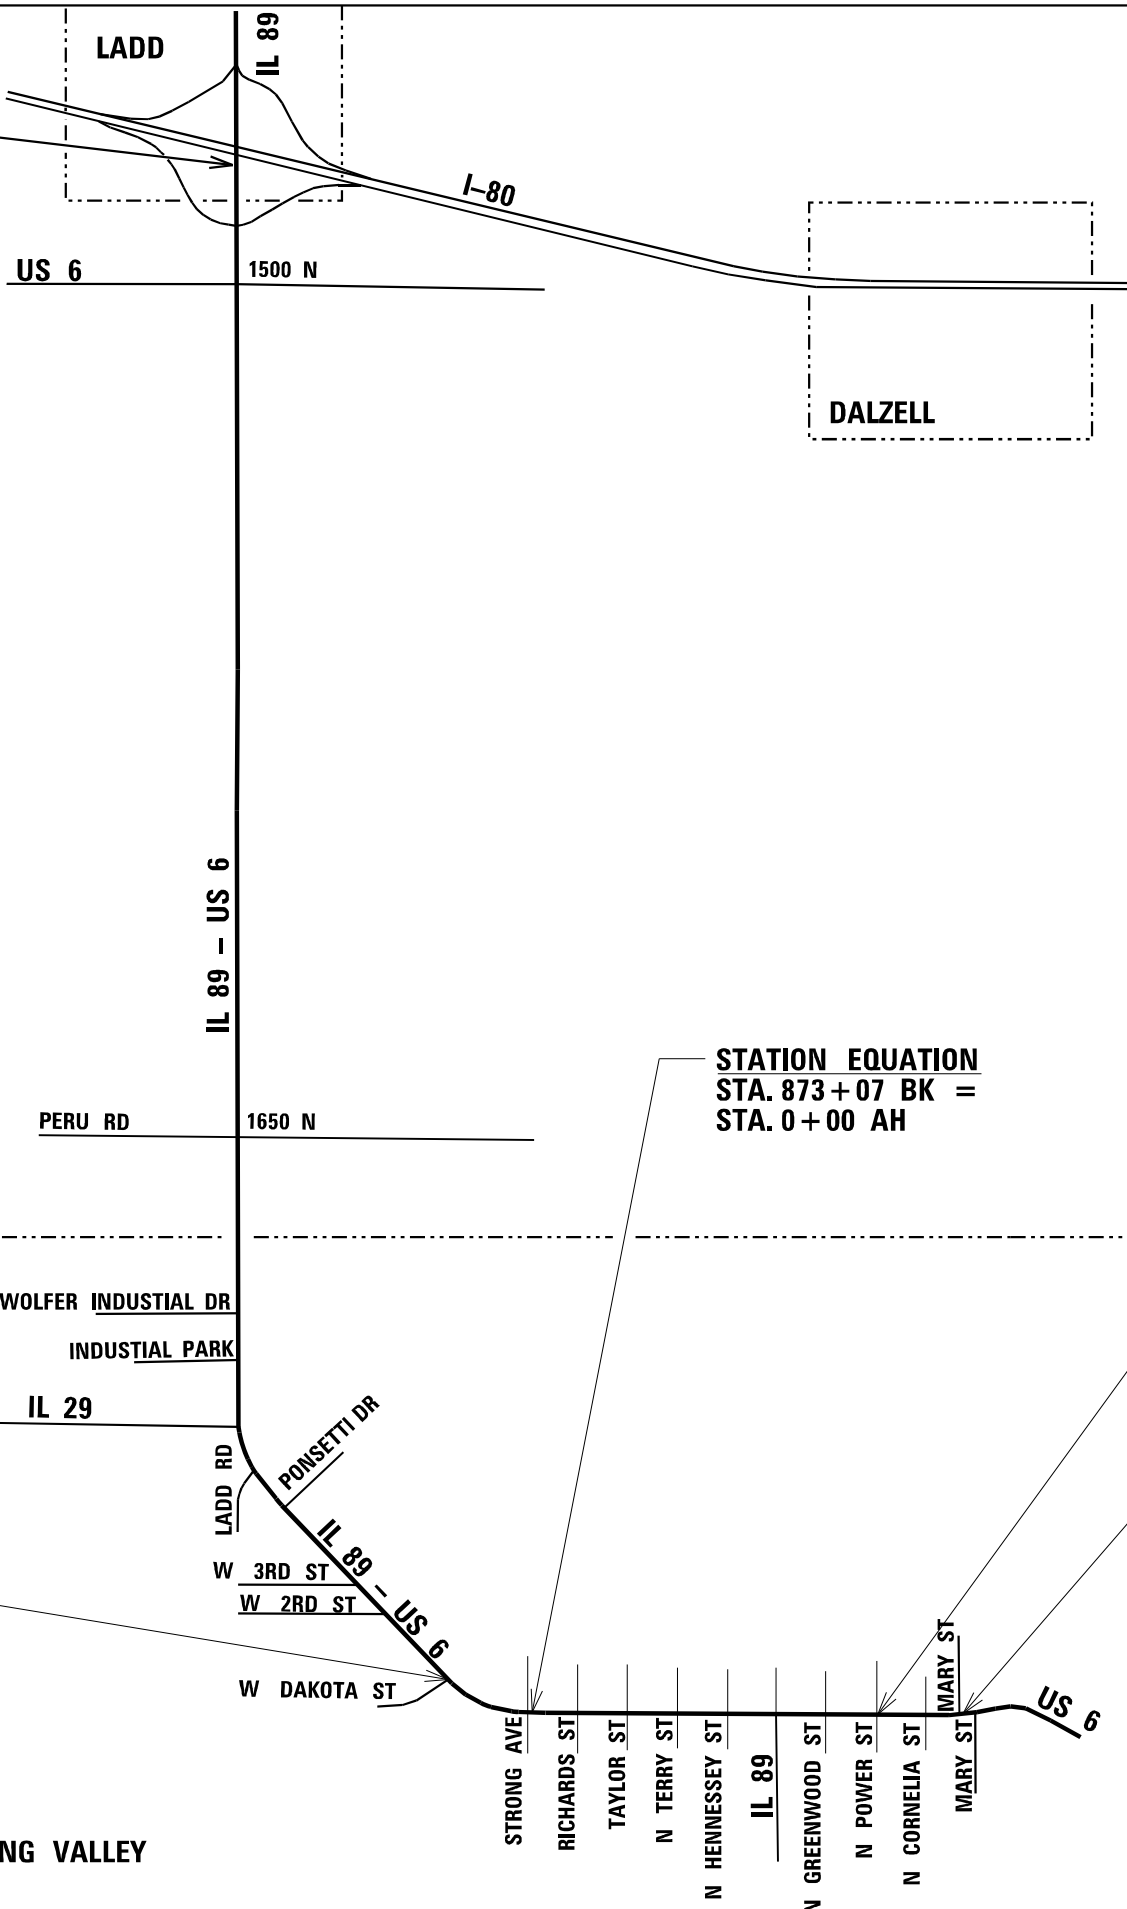 LADD
IL 89
I-80
US 6
1500 N
DALZELL
IL 89 - US 6
STATION EQUATION
STA. 873+07 BK =
STA. 0+00 AH
PERU RD
1650 N
WOLFER INDUSTIAL DR
INDUSTIAL PARK
IL 29
LADD RD
PONSETTI DR
IL 89 - US 6
W 3RD ST
W 2RD ST
W DAKOTA ST
MARY ST
US 6
STRONG AVE
RICHARDS ST
TAYLOR ST
N TERRY ST
N HENNESSEY ST
IL 89
N GREENWOOD ST
N POWER ST
N CORNELIA ST
MARY ST
NG VALLEY